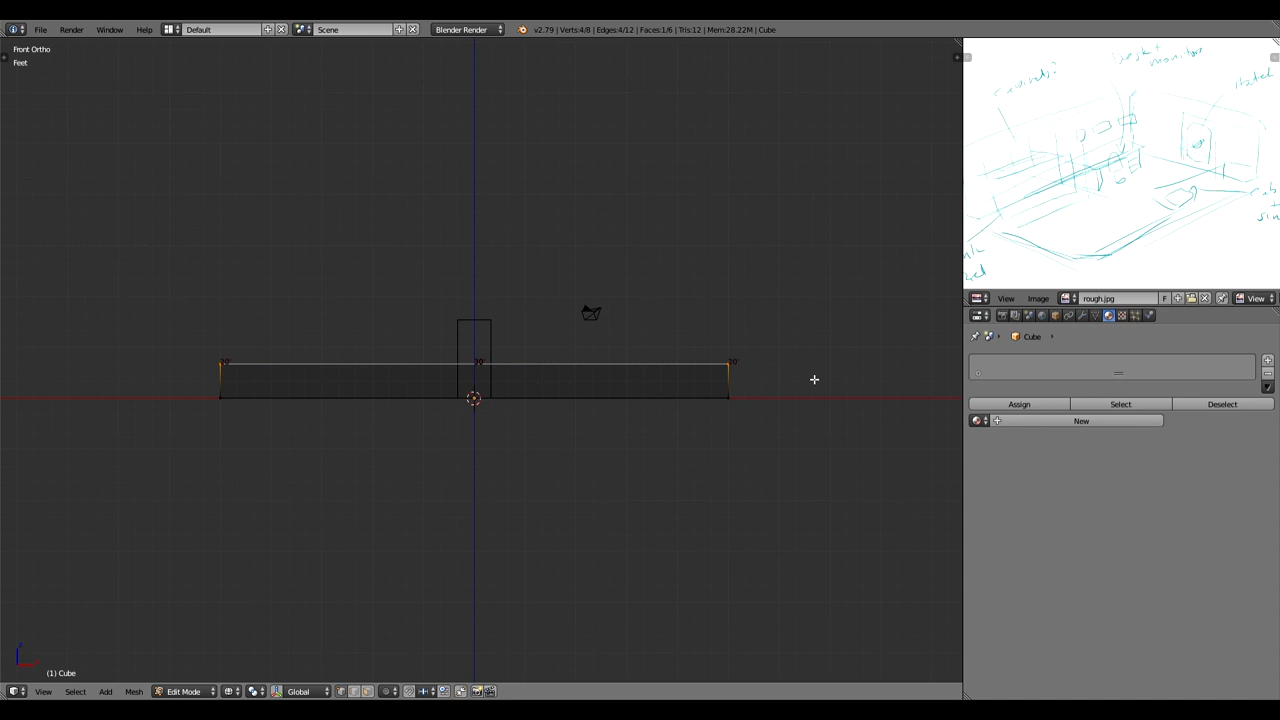 File Render Window Help Default Scene Blender Render v2.79 | Verts:4/8 | Edges:4/12 | Faces:1/6 | Tris:12 | Mem:28.22M | Cube
Front Ortho
Feet
monitors
View Image rough.jpg F View
Cube
Assign Select Deselect
New
(1) Cube
View Select Add Mesh Edit Mode Global